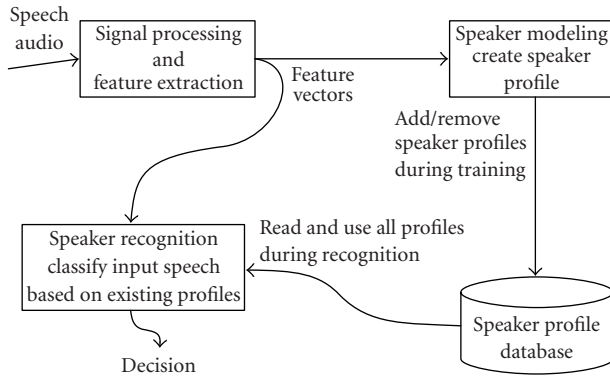 Speech
audio
Signal processing
and
feature extraction
Feature
vectors
Speaker modeling
create speaker
profile
Add/remove
speaker profiles
during training
Speaker recognition
classify input speech
based on existing profiles
Read and use all profiles
during recognition
Speaker profile
database
Decision